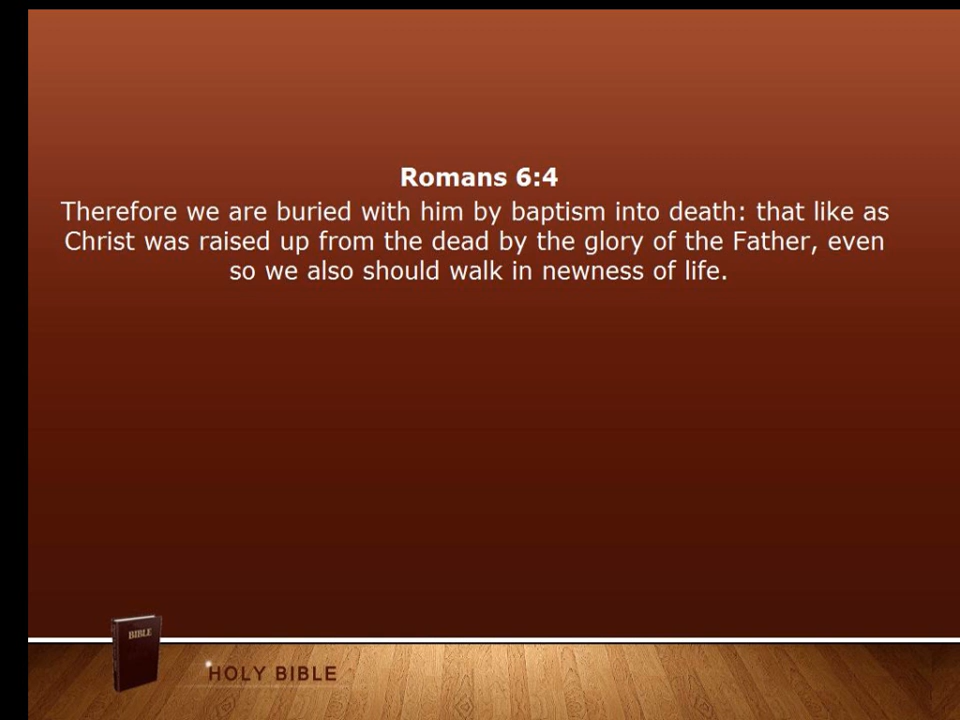 Romans 6:4
Therefore we are buried with him by baptism into death: that like as
Christ was raised up from the dead by the glory of the Father, even
so we also should walk in newness of life.
BIBLE
HOLY BIBLE